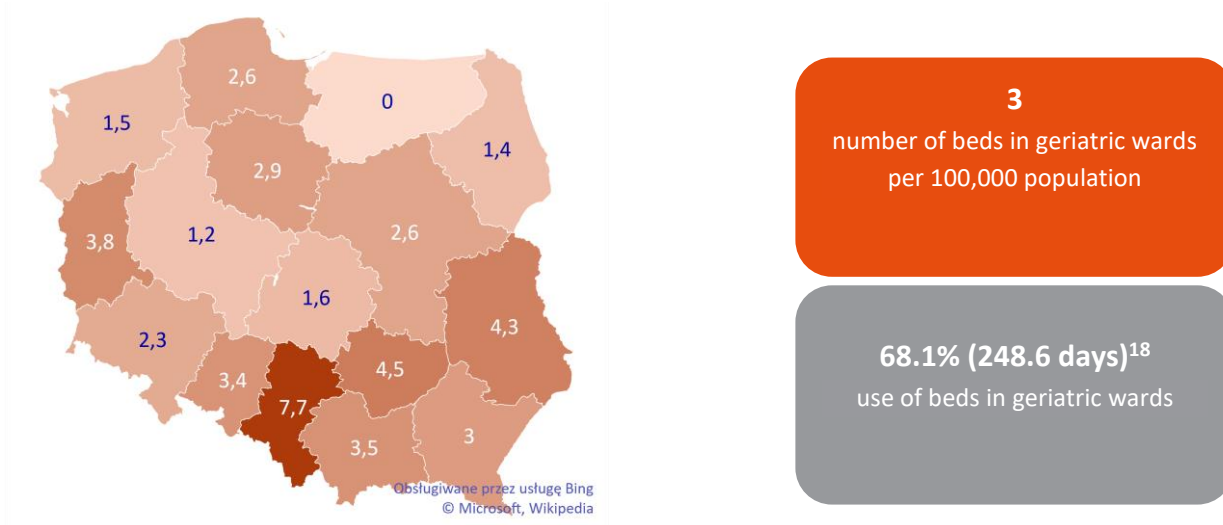 2,6
0
1,5
1,4
2,9
3,8
1,2
2,6
1,6
2,3
4,3
3,4
4,5
7,7
3,5
3
Obsługiwane przez usługę Bing
© Microsoft, Wikipedia
3
number of beds in geriatric wards
per 100,000 population
68.1% (248.6 days)18
use of beds in geriatric wards